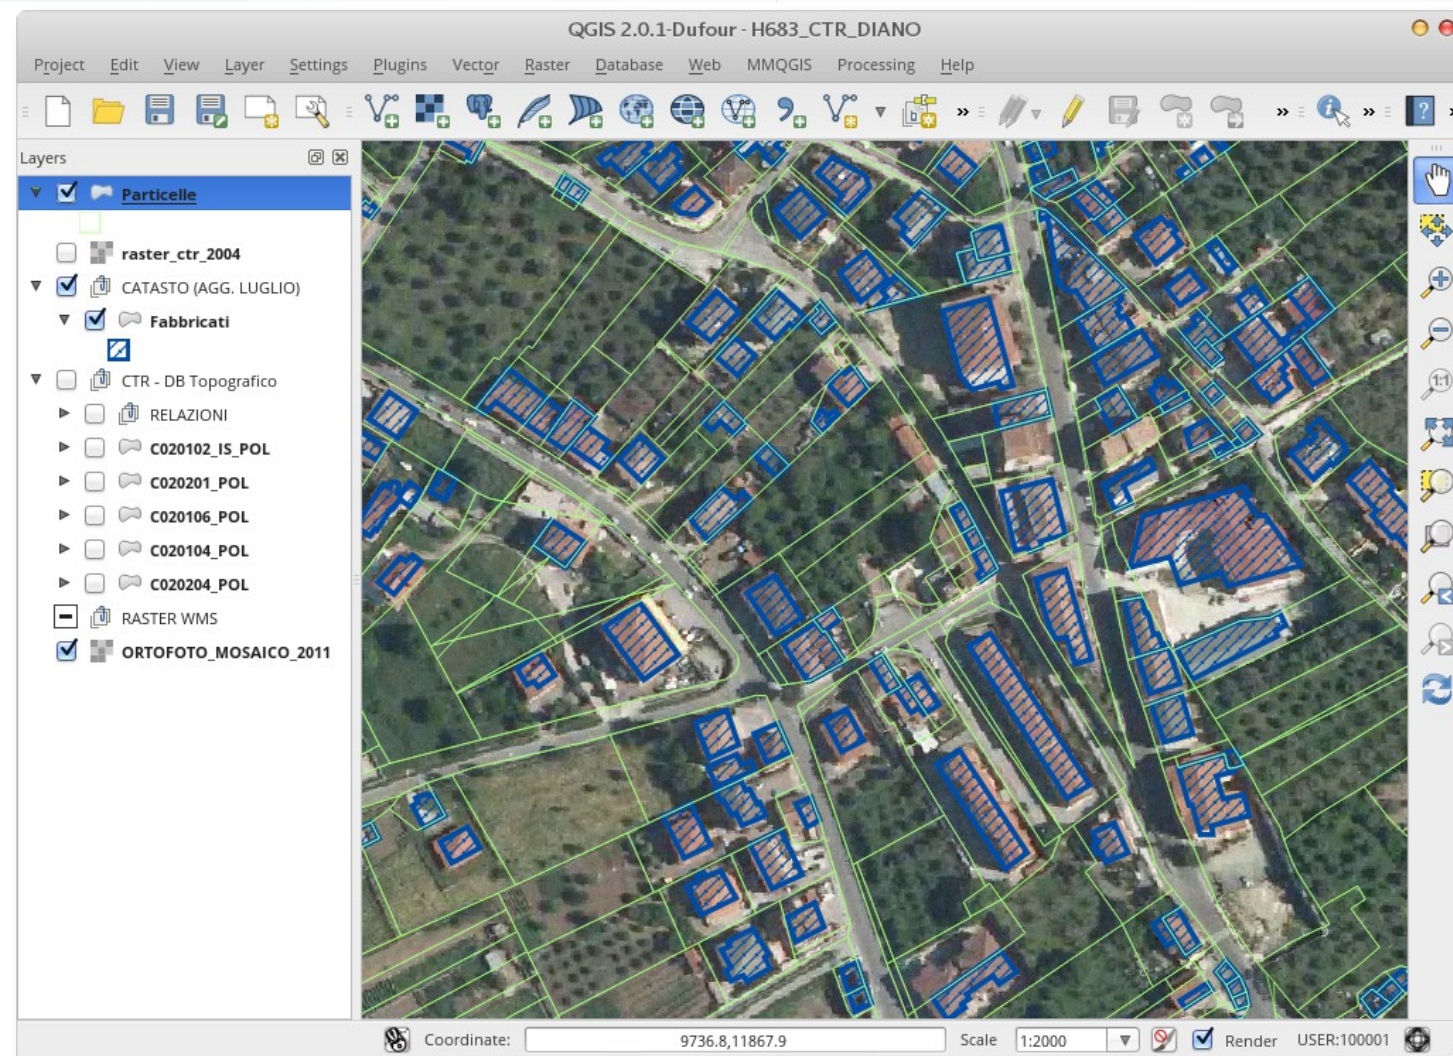 QGIS 2.0.1-Dufour - H683_CTR_DIANO
Project Edit View Layer Settings Plugins Vector Raster Database Web MMQGIS Processing Help
Layers
Particelle
raster_ctr_2004
CATASTO (AGG. LUGLIO)
Fabbricati
CTR - DB Topografico
RELAZIONI
C020102_IS_POL
C020201_POL
C020106_POL
C020104_POL
C020204_POL
RASTER WMS
ORTOFOTO_MOSAICO_2011
1:1
Coordinate: 9736.8,11867.9 Scale 1:2000 Render USER:100001